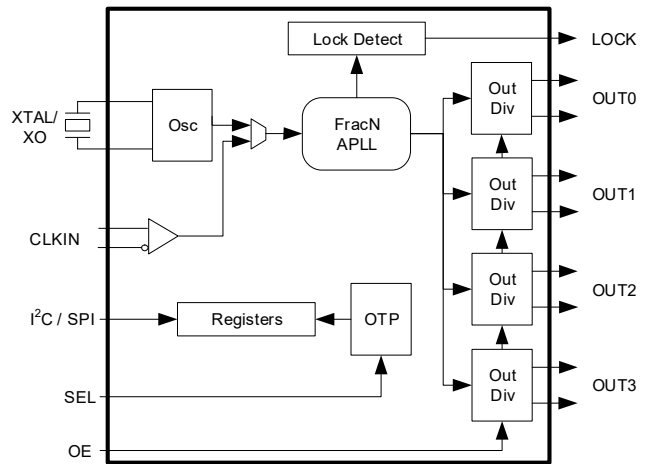 Lock Detect
LOCK
XTAL/
XO
Osc
FracN
APLL
Out
Div
OUT0
Out
Div
OUT1
CLKIN
Out
Div
OUT2
I²C / SPI
Registers
OTP
Out
Div
OUT3
SEL
OE